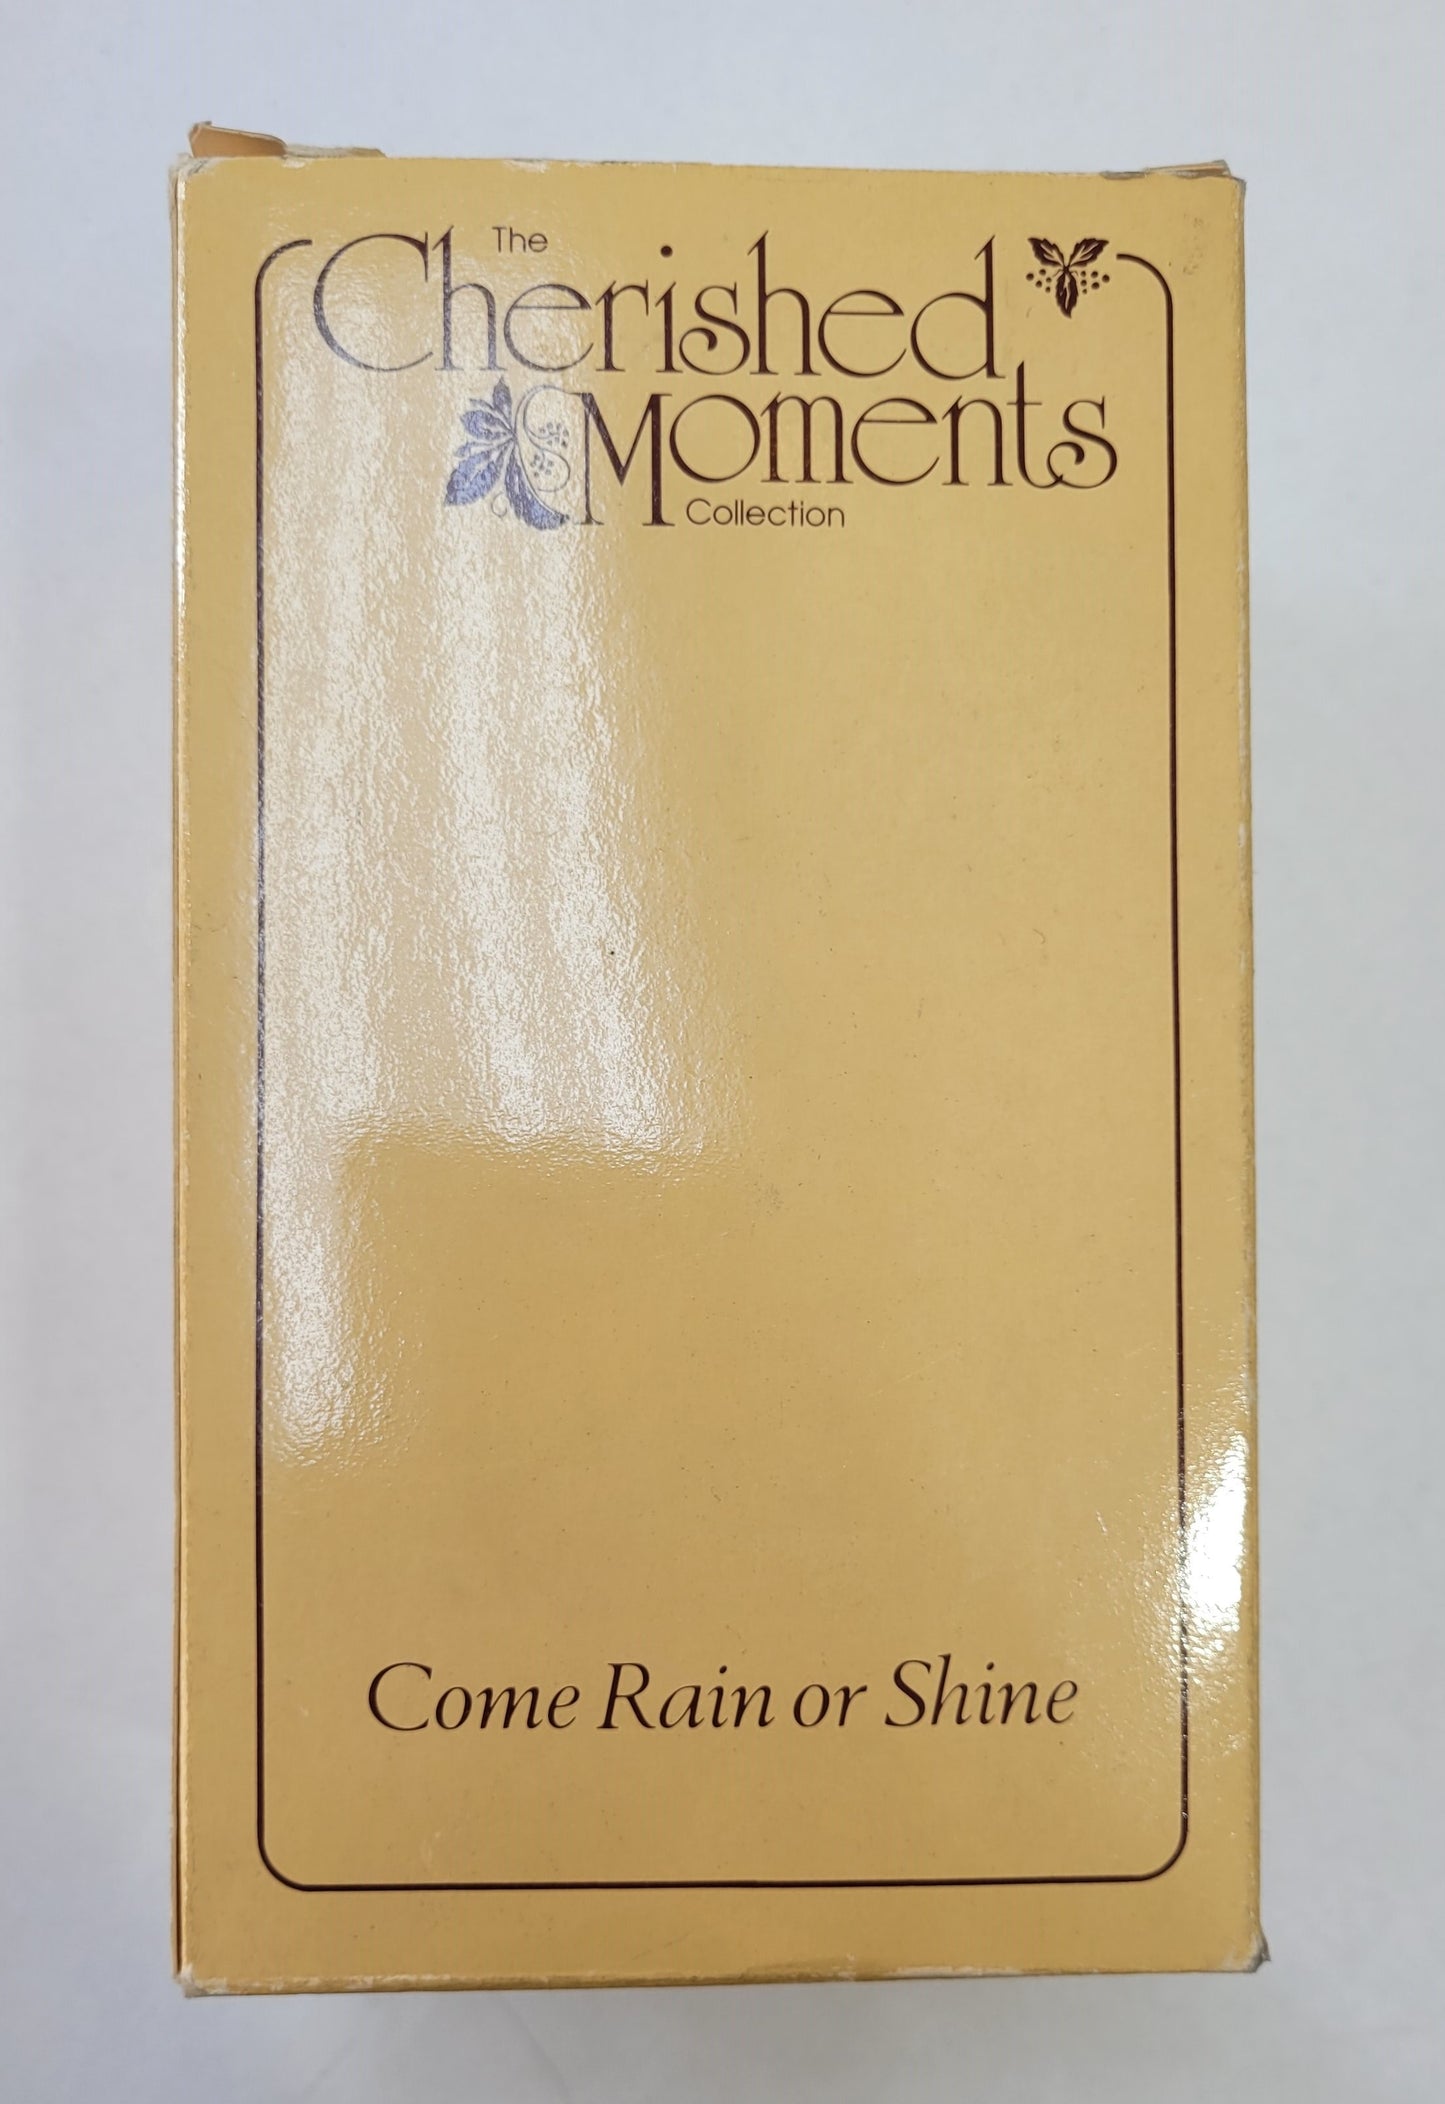 The
Cherished
Moments
Collection
Come Rain or Shine